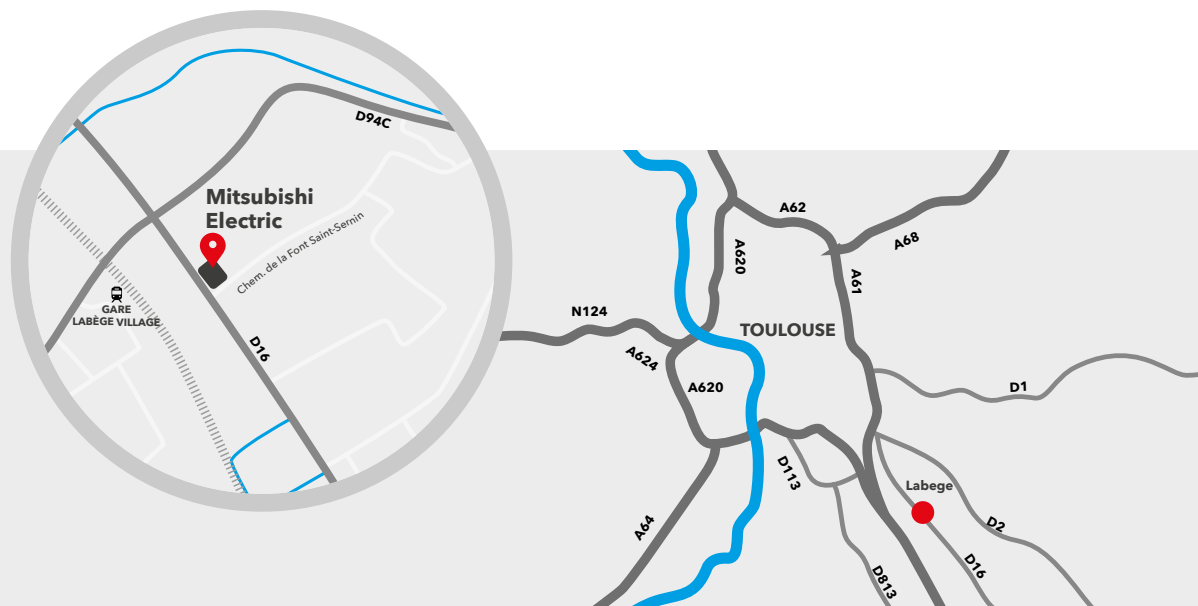 D94C
Mitsubishi
Electric
Chem. de la Font Saint-Sernin
GARE
LABÈGE VILLAGE
D16
A62
A68
A620
A61
N124
TOULOUSE
A624
A620
D1
D113
Labege
A64
D2
D16
D813